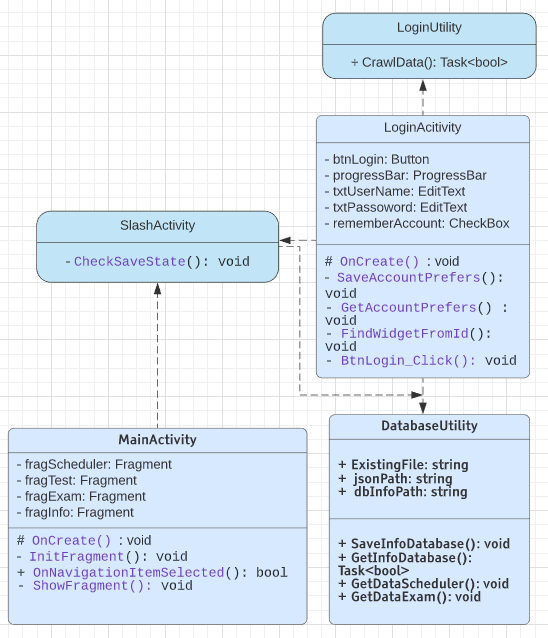 LoginUtility
+ CrawlData(): Task<bool>
LoginAcitivity
- btnLogin: Button
- progressBar: ProgressBar
- txtUserName: EditText
- txtPassoword: EditText
- rememberAccount: CheckBox
# OnCreate() : void
- SaveAccountPrefers():
void
- GetAccountPrefers() :
void
- FindWidgetFromId():
void
- BtnLogin_Click(): void
SlashActivity
- CheckSaveState(): void
MainActivity
- fragScheduler: Fragment
- fragTest: Fragment
- fragExam: Fragment
- fragInfo: Fragment
# OnCreate() : void
- InitFragment(): void
+ OnNavigationItemSelected(): bool
- ShowFragment(): void
DatabaseUtility
+ ExistingFile: string
+ jsonPath: string
+ dbInfoPath: string
+ SaveInfoDatabase(): void
+ GetInfoDatabase():
Task<bool>
+ GetDataScheduler(): void
+ GetDataExam(): void